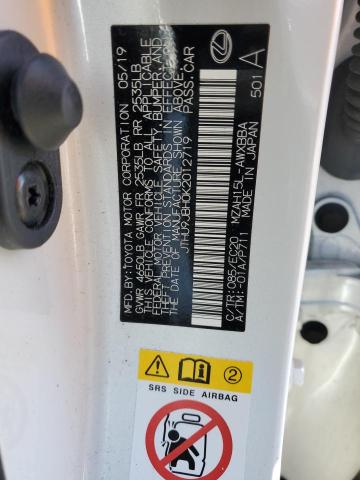 MFD BY:TOYOTA MOTOR CORPORATION 05/19
GVWR 4650LB GAWR FR 2535LB RR 2535LB
THIS VEHICLE CONFORMS TO ALL APPLICABLE
FEDERAL MOTOR VEHICLE SAFETY, BUMPER, AND
THEFT PREVENTION STANDARDS IN EFFECT ON
THE DATE OF MANUFACTURE SHOWN ABOVE.
JTHU9JBH0K2012719 PASS.CAR
C/TR:085/EC20 MZAH15L-AWXBBA
A/TM:-01A/P711 MADE IN JAPAN 501
A
2
SRS SIDE AIRBAG